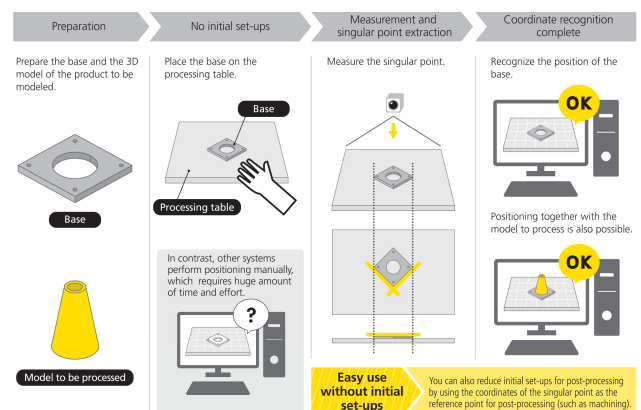 Preparation
No initial set-ups
Measurement and
singular point extraction
Coordinate recognition
complete
Prepare the base and the 3D
model of the product to be
modeled.
Base
Model to be processed
Place the base on the
processing table.
Base
Processing table
In contrast, other systems
perform positioning manually,
which requires huge amount
of time and effort.
?
Measure the singular point.
Recognize the position of the
base.
OK
Positioning together with the
model to process is also possible.
OK
Easy use
without initial
set-ups
You can also reduce initial set-ups for post-processing
by using the coordinates of the singular point as the
reference point for post-processing (such as machining).